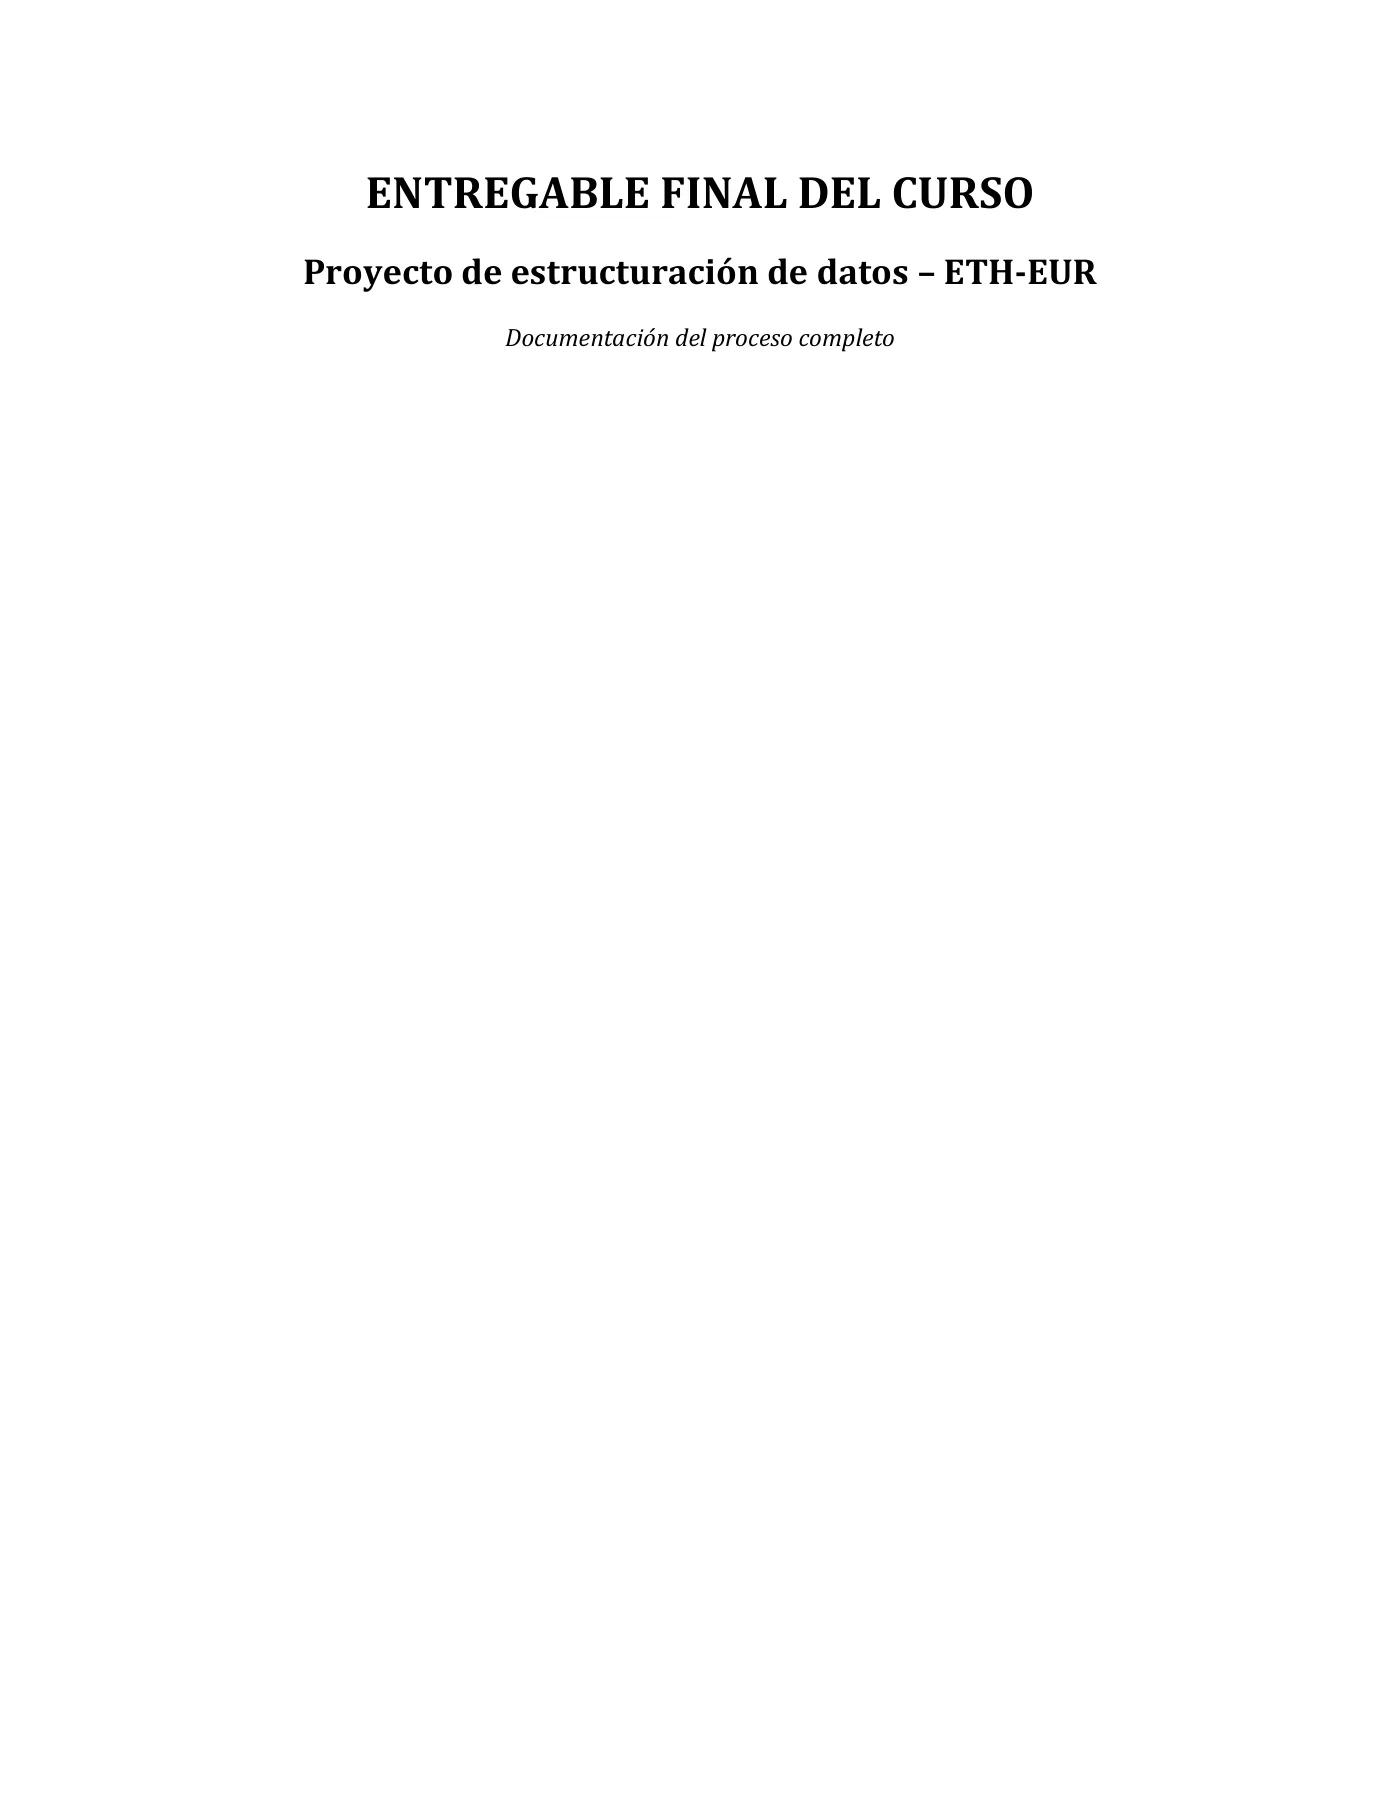 ENTREGABLE FINAL DEL CURSO
Proyecto de estructuración de datos – ETH-EUR
Documentación del proceso completo